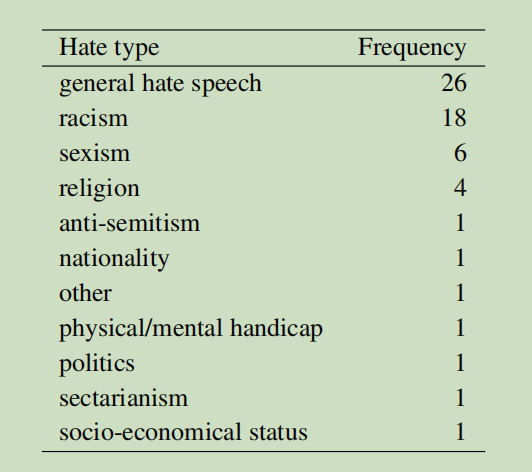 Hate type Frequency
general hate speech 26
racism 18
sexism 6
religion 4
anti-semitism 1
nationality 1
other 1
physical/mental handicap 1
politics 1
sectarianism 1
socio-economical status 1